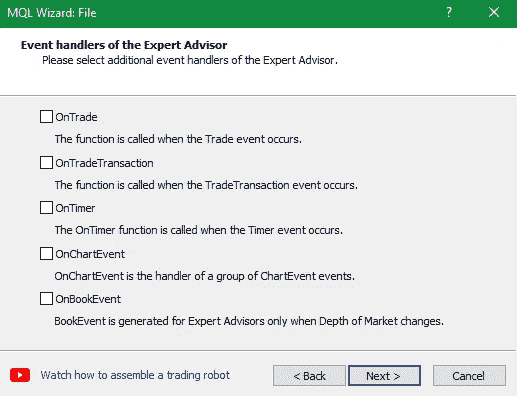 MQL Wizard: File
?
Event handlers of the Expert Advisor
Please select additional event handlers of the Expert Advisor.
OnTrade
The function is called when the Trade event occurs.
OnTradeTransaction
The function is called when the TradeTransaction event occurs.
OnTimer
The OnTimer function is called when the Timer event occurs.
OnChartEvent
OnChartEvent is the handler of a group of ChartEvent events.
OnBookEvent
BookEvent is generated for Expert Advisors only when Depth of Market changes.
Watch how to assemble a trading robot
< Back
Next >
Cancel